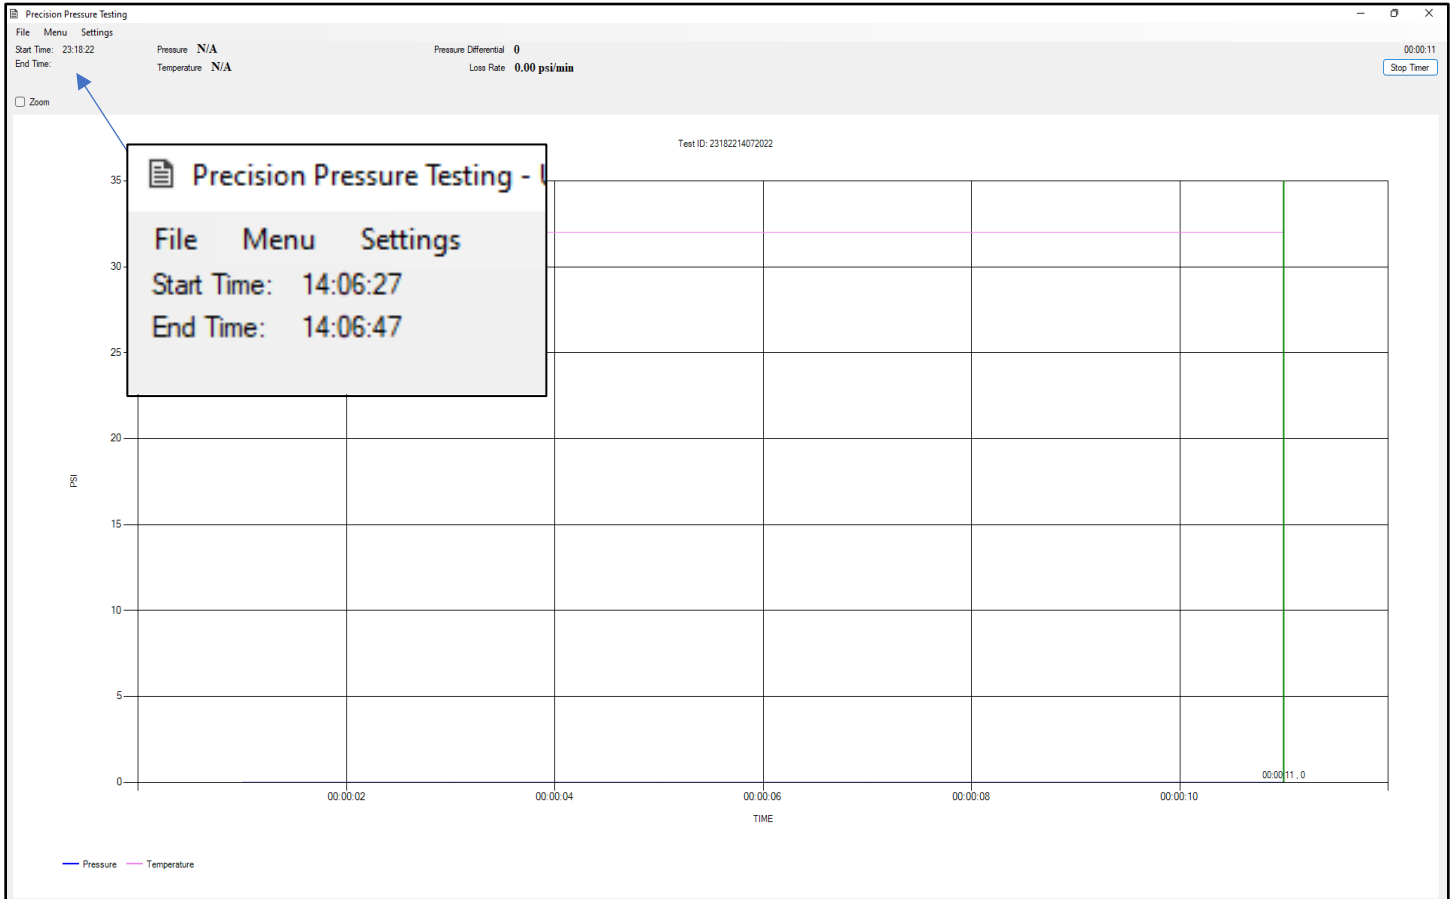 Precision Pressure Testing
File Menu Settings
Start Time: 23:18:22 Pressure N/A Pressure Differential 0 00:00:11
End Time: Temperature N/A Loss Rate 0.00 psi/min Stop Timer
Zoom
Test ID: 23182214072022
Precision Pressure Testing -
File Menu Settings
Start Time: 14:06:27
End Time: 14:06:47
35
30
25
20
PSI
15
10
5
0
00:00:11 , 0
00:00:02 00:00:04 00:00:06 00:00:08 00:00:10
TIME
Pressure Temperature